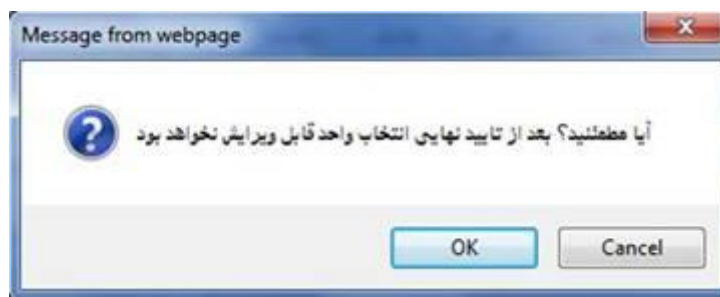 Message from webpage
آیا مطمئنید؟ بعد از تایید نهایی انتخاب واحد قابل ویرایش نخواهد بود
OK
Cancel